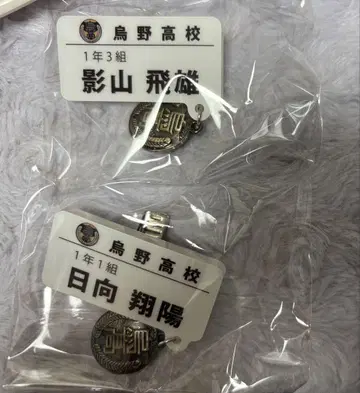 烏野高校
1年3組
影山 飛雄
烏野高校
1年1組
日向 翔陽